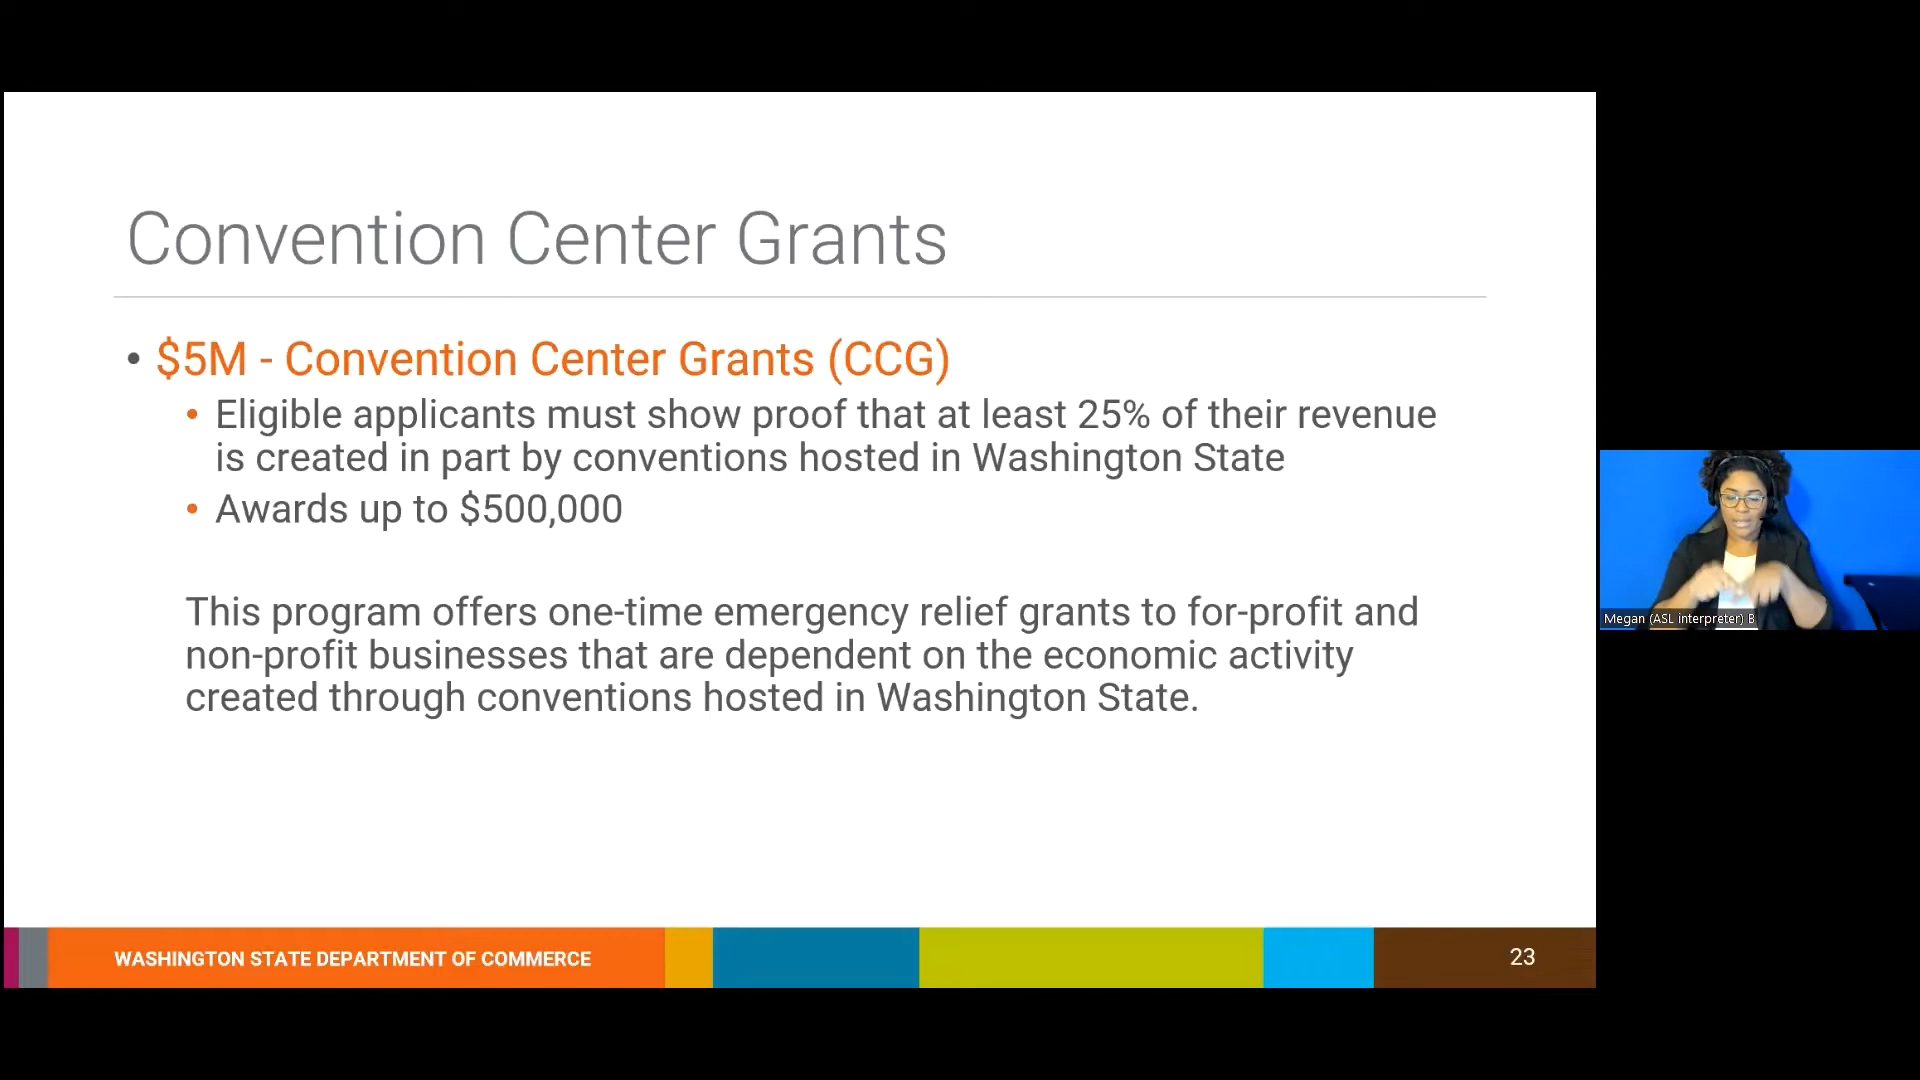 Convention Center Grants
• $5M - Convention Center Grants (CCG)
• Eligible applicants must show proof that at least 25% of their revenue
is created in part by conventions hosted in Washington State
• Awards up to $500,000
This program offers one-time emergency relief grants to for-profit and
non-profit businesses that are dependent on the economic activity
created through conventions hosted in Washington State.
Megan (ASL interpreter) B
WASHINGTON STATE DEPARTMENT OF COMMERCE
23